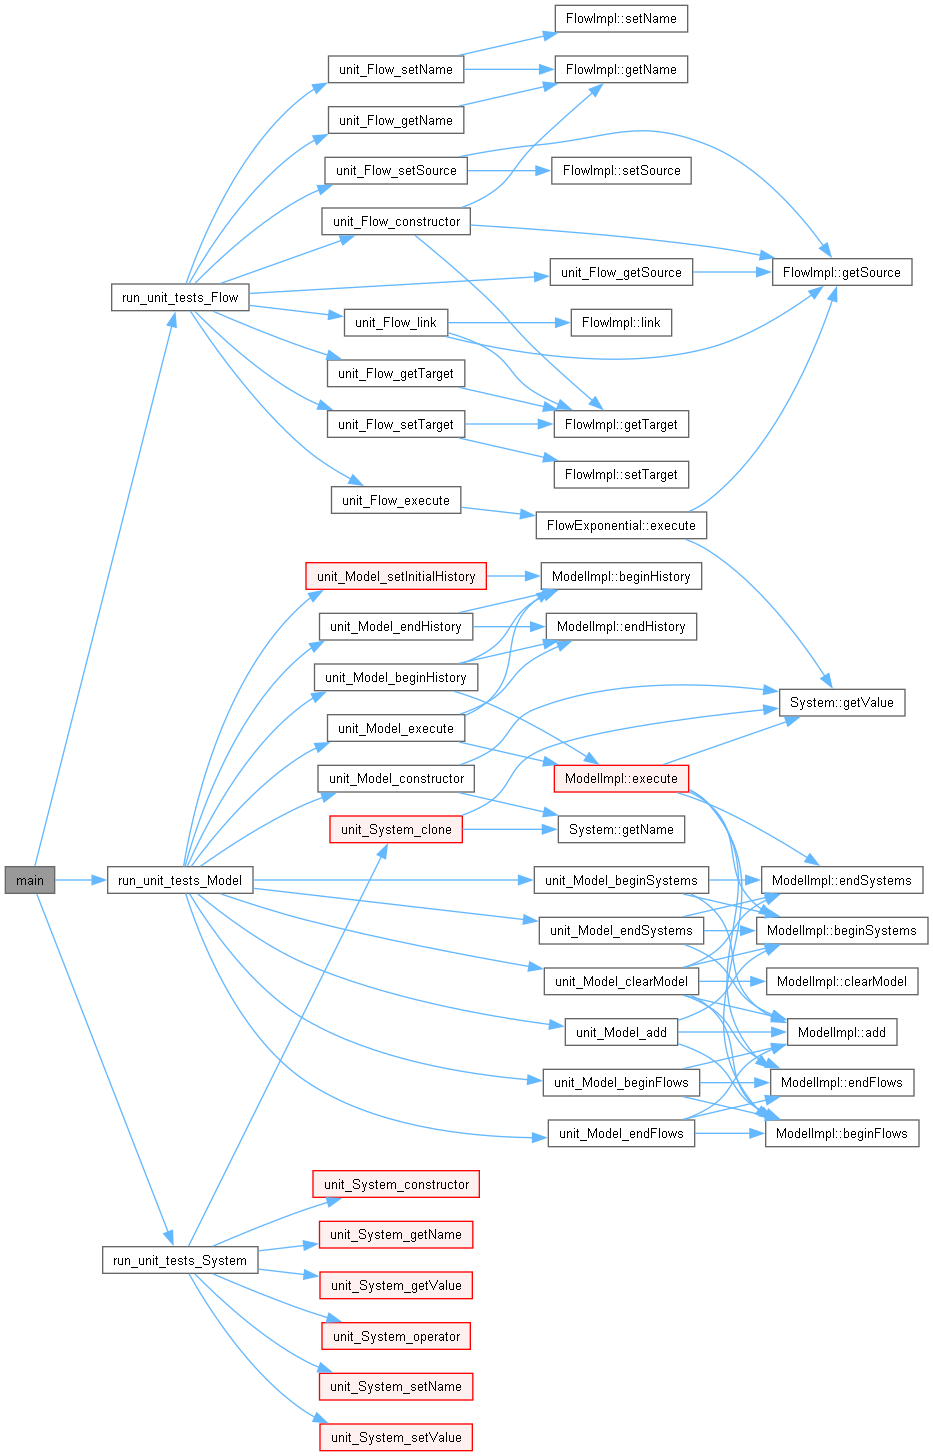 FlowImpl::setName
unit_Flow_setName
FlowImpl::getName
unit_Flow_getName
unit_Flow_setSource
FlowImpl::setSource
unit_Flow_constructor
unit_Flow_getSource
FlowImpl::getSource
run_unit_tests_Flow
unit_Flow_link
FlowImpl::link
unit_Flow_getTarget
unit_Flow_setTarget
FlowImpl::getTarget
FlowImpl::setTarget
unit_Flow_execute
FlowExponential::execute
unit_Model_setInitialHistory
ModelImpl::beginHistory
unit_Model_endHistory
ModelImpl::endHistory
unit_Model_beginHistory
System::getValue
unit_Model_execute
unit_Model_constructor
ModelImpl::execute
unit_System_clone
System::getName
main
run_unit_tests_Model
unit_Model_beginSystems
ModelImpl::endSystems
unit_Model_endSystems
ModelImpl::beginSystems
unit_Model_clearModel
ModelImpl::clearModel
unit_Model_add
ModelImpl::add
unit_Model_beginFlows
ModelImpl::endFlows
unit_Model_endFlows
ModelImpl::beginFlows
unit_System_constructor
unit_System_getName
run_unit_tests_System
unit_System_getValue
unit_System_operator
unit_System_setName
unit_System_setValue